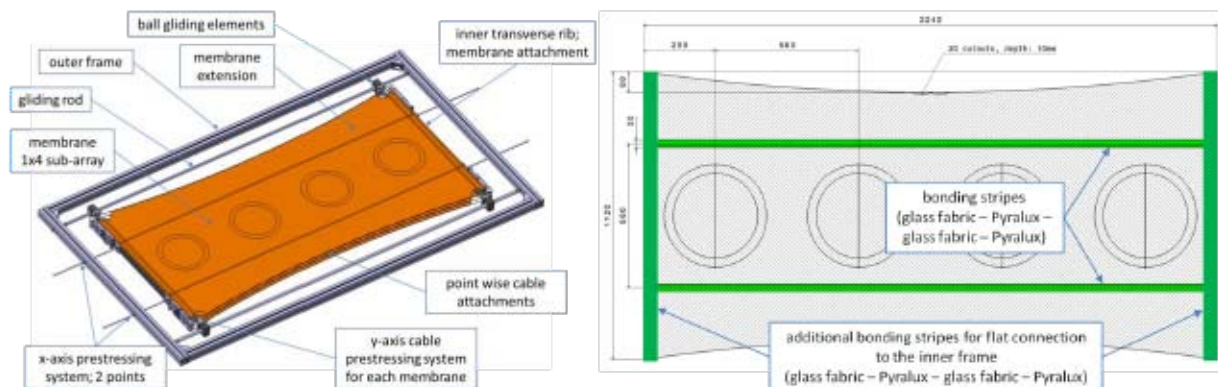 ball gliding elements
outer frame
gliding rod
membrane
1x4 sub-array
membrane
extension
inner transverse rib;
membrane attachment
point wise cable
attachments
x-axis prestressing
system; 2 points
y-axis cable
prestressing system
for each membrane
560
1120
bonding stripes
(glass fabric – Pyralux –
glass fabric – Pyralux)
additional bonding stripes for flat connection
to the inner frame
(glass fabric – Pyralux – glass fabric – Pyralux)